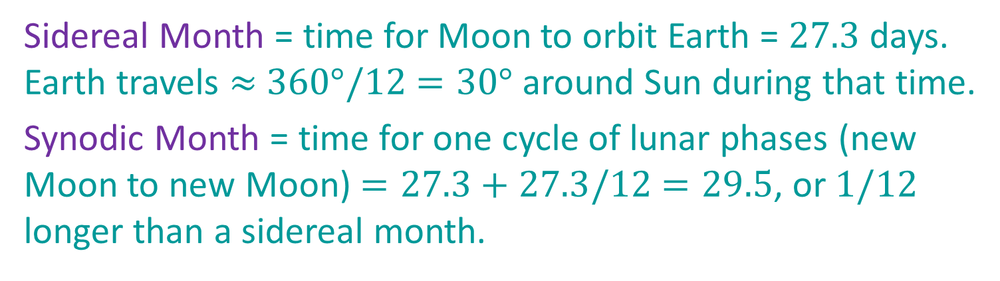 Sidereal Month = time for Moon to orbit Earth = 27.3 days.
Earth travels ≈ 360°/12 = 30° around Sun during that time.
Synodic Month = time for one cycle of lunar phases (new
Moon to new Moon) = 27.3 + 27.3/12 = 29.5, or 1/12
longer than a sidereal month.